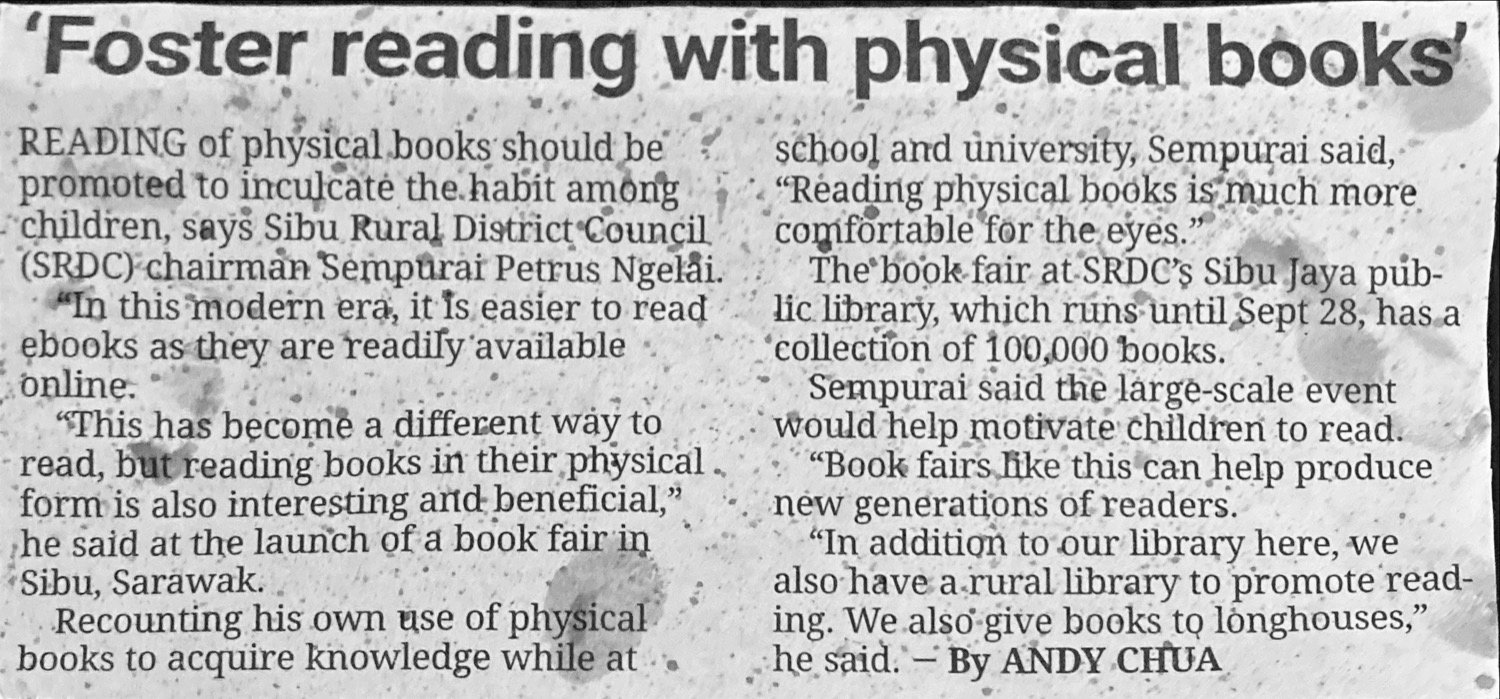 ‘Foster reading with physical books’
READING of physical books should be
promoted to inculcate the habit among
children, says Sibu Rural District Council
(SRDC) chairman Sempurai Petrus Ngelai.
“In this modern era, it is easier to read
ebooks as they are readily available
online.
“This has become a different way to
read, but reading books in their physical
form is also interesting and beneficial,”
he said at the launch of a book fair in
Sibu, Sarawak.
Recounting his own use of physical
books to acquire knowledge while at
school and university, Sempurai said,
“Reading physical books is much more
comfortable for the eyes.”
The book fair at SRDC’s Sibu Jaya pub-
lic library, which runs until Sept 28, has a
collection of 100,000 books.
Sempurai said the large-scale event
would help motivate children to read.
“Book fairs like this can help produce
new generations of readers.
“In addition to our library here, we
also have a rural library to promote read-
ing. We also give books to longhouses,”
he said. – By ANDY CHUA